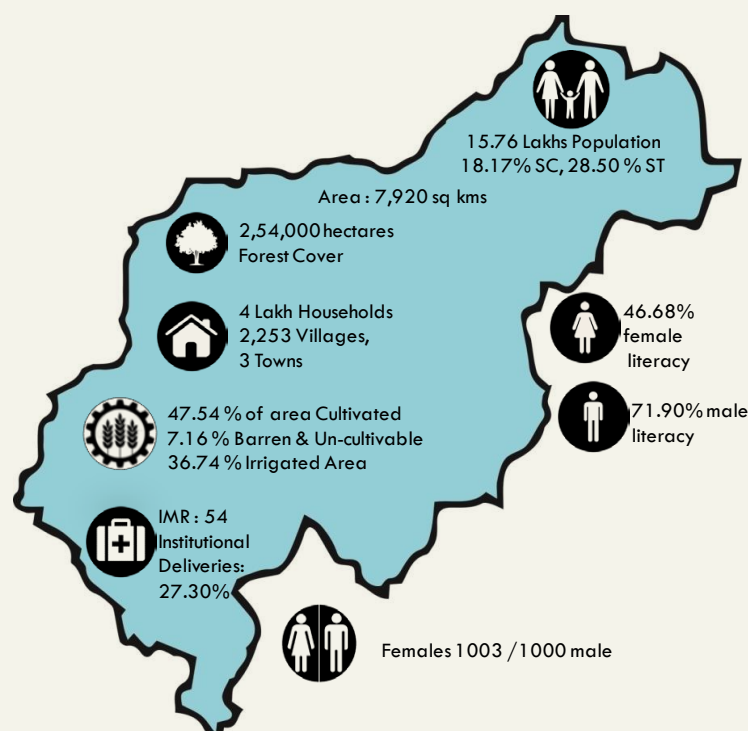 15.76 Lakhs Population
18.17% SC, 28.50 % ST
Area : 7,920 sq kms
2,54,000 hectares
Forest Cover
4 Lakh Households
2,253 Villages,
3 Towns
46.68%
female
literacy
71.90% male
literacy
47.54 % of area Cultivated
7.16 % Barren & Un-cultivable
36.74 % Irrigated Area
IMR : 54
Institutional
Deliveries:
27.30%
Females 1003 /1000 male